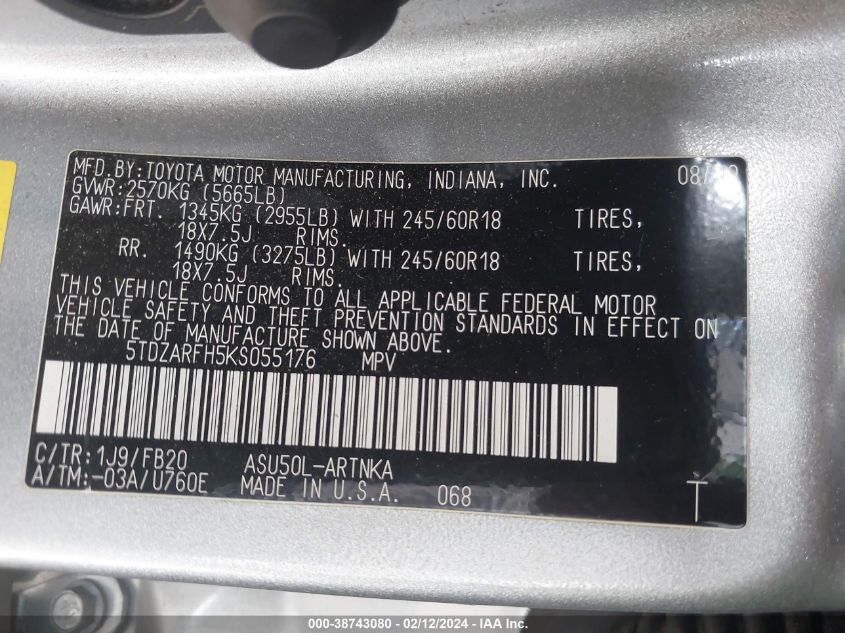 MFD.BY:TOYOTA MOTOR MANUFACTURING, INDIANA, INC.
GVWR:2570KG (5665LB)
GAWR:FRT. 1345KG (2955LB) WITH 245/60R18 TIRES,
18X7.5J RIMS.
RR. 1490KG (3275LB) WITH 245/60R18 TIRES,
18X7.5J RIMS.
THIS VEHICLE CONFORMS TO ALL APPLICABLE FEDERAL MOTOR
VEHICLE SAFETY AND THEFT PREVENTION STANDARDS IN EFFECT ON
THE DATE OF MANUFACTURE SHOWN ABOVE.
5TDZARFH5KS055176 MPV
C/TR:1J9/FB20 ASU50L-ARTNKA
A/TM:-03A/U760E MADE IN U.S.A. 068 T
000-38743080 - 02/12/2024 - IAA Inc.